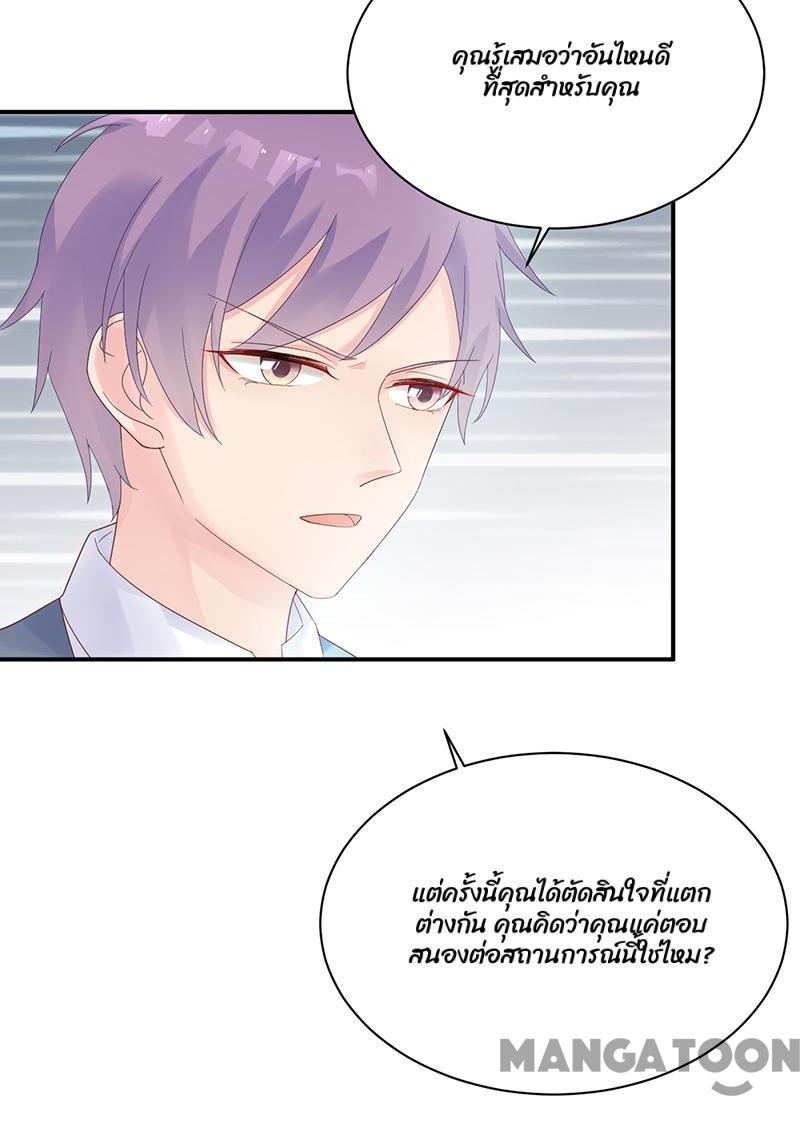 คุณรู้เสมอว่าอันไหนดี
ที่สุดสำหรับคุณ
แต่ครั้งนี้คุณได้ตัดสินใจที่แตก
ต่างกัน คุณคิดว่าคุณแค่ตอบ
สนองต่อสถานการณ์นี้ใช่ไหม?
MANGATOON